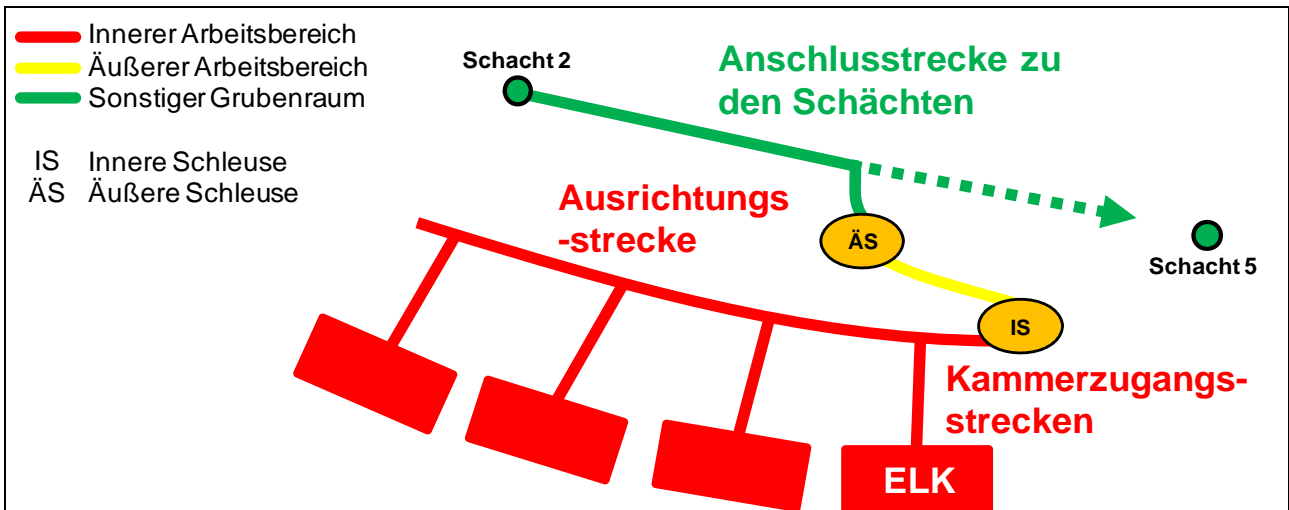 Innerer Arbeitsbereich
Äußerer Arbeitsbereich
Sonstiger Grubenraum
IS Innere Schleuse
ÄS Äußere Schleuse
Schacht 2
Anschlusstrecke zu
den Schächten
Ausrichtungs
-strecke
ÄS
Schacht 5
IS
Kammerzugangs-
strecken
ELK